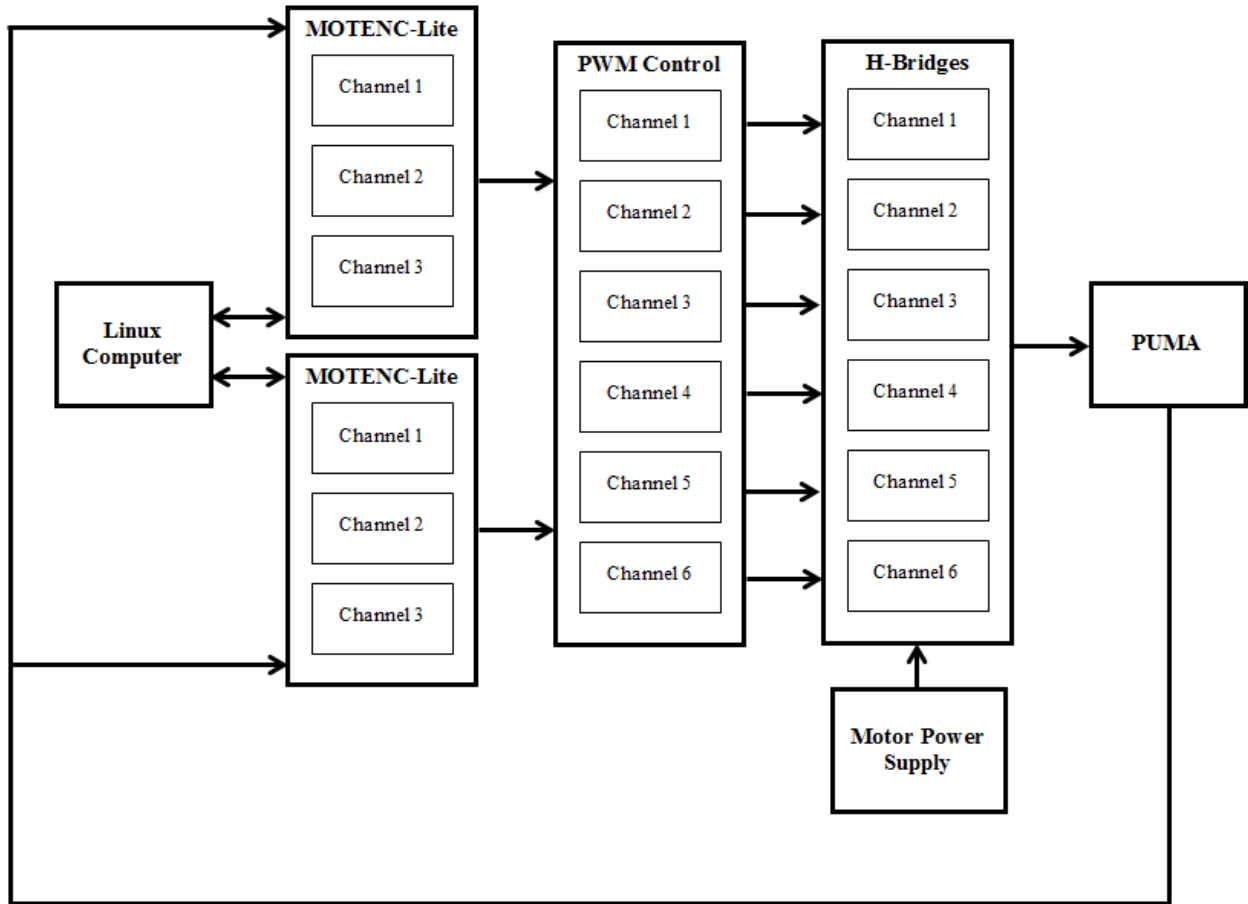 MOTENC-Lite
Channel 1
Channel 2
Channel 3
Linux
Computer
MOTENC-Lite
Channel 1
Channel 2
Channel 3
PWM Control
Channel 1
Channel 2
Channel 3
Channel 4
Channel 5
Channel 6
H-Bridges
Channel 1
Channel 2
Channel 3
Channel 4
Channel 5
Channel 6
Motor Power
Supply
PUMA